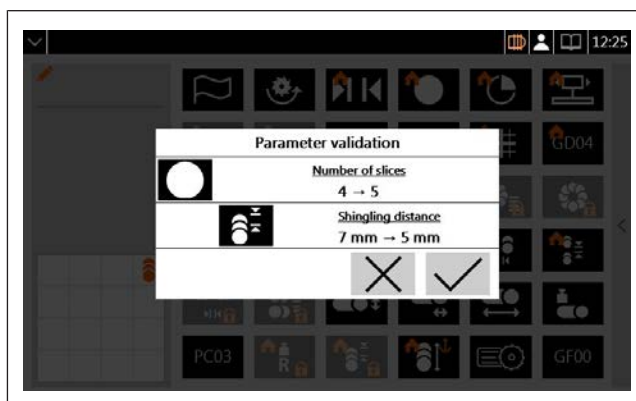 12:25
GD04
Parameter validation
Number of slices
4 → 5
Shingling distance
7 mm → 5 mm
PC03
R
GF00